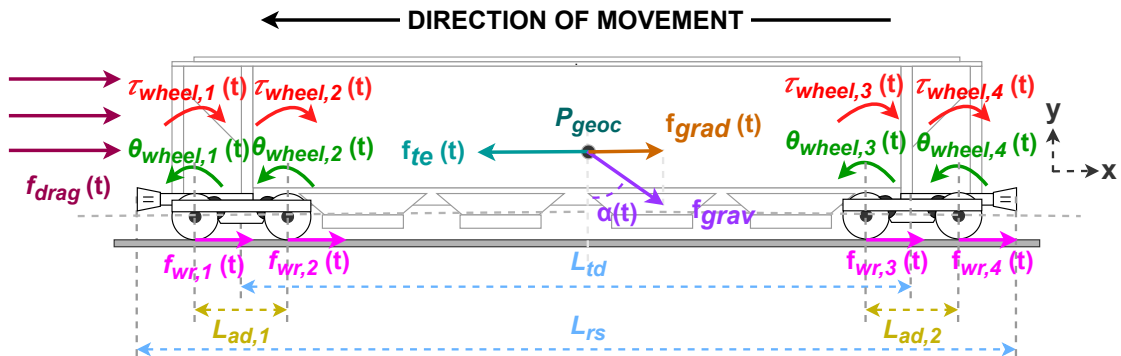 DIRECTION OF MOVEMENT
τwheel,1 (t) τwheel,2 (t) τwheel,3 (t) τwheel,4 (t)
Pgeoc fgrad (t) y
θwheel,1 (t) θwheel,2 (t) fte (t) θwheel,3 (t) θwheel,4 (t) x
fdrag (t)
α(t) fgrav
fwr,1 (t) fwr,2 (t) Ltd fwr,3 (t) fwr,4 (t)
Lad,1 Lrs Lad,2